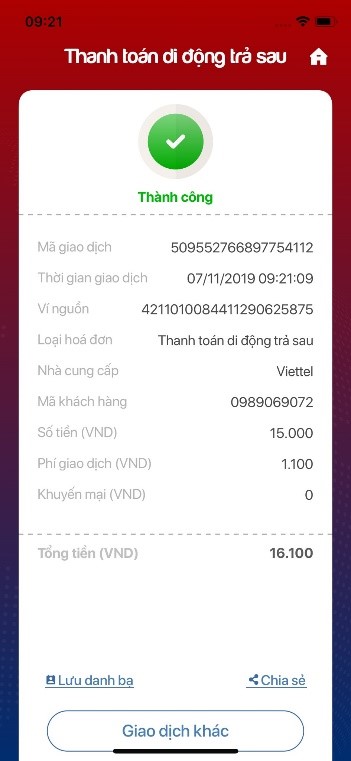 09:21
Thanh toán di động trả sau
Thành công
Mã giao dịch 509552766897754112
Thời gian giao dịch 07/11/2019 09:21:09
Ví nguồn 4211010084411290625875
Loại hoá đơn Thanh toán di động trả sau
Nhà cung cấp Viettel
Mã khách hàng 0989069072
Số tiền (VND) 15.000
Phí giao dịch (VND) 1.100
Khuyến mại (VND) 0
Tổng tiền (VND) 16.100
Lưu danh bạ Chia sẻ
Giao dịch khác